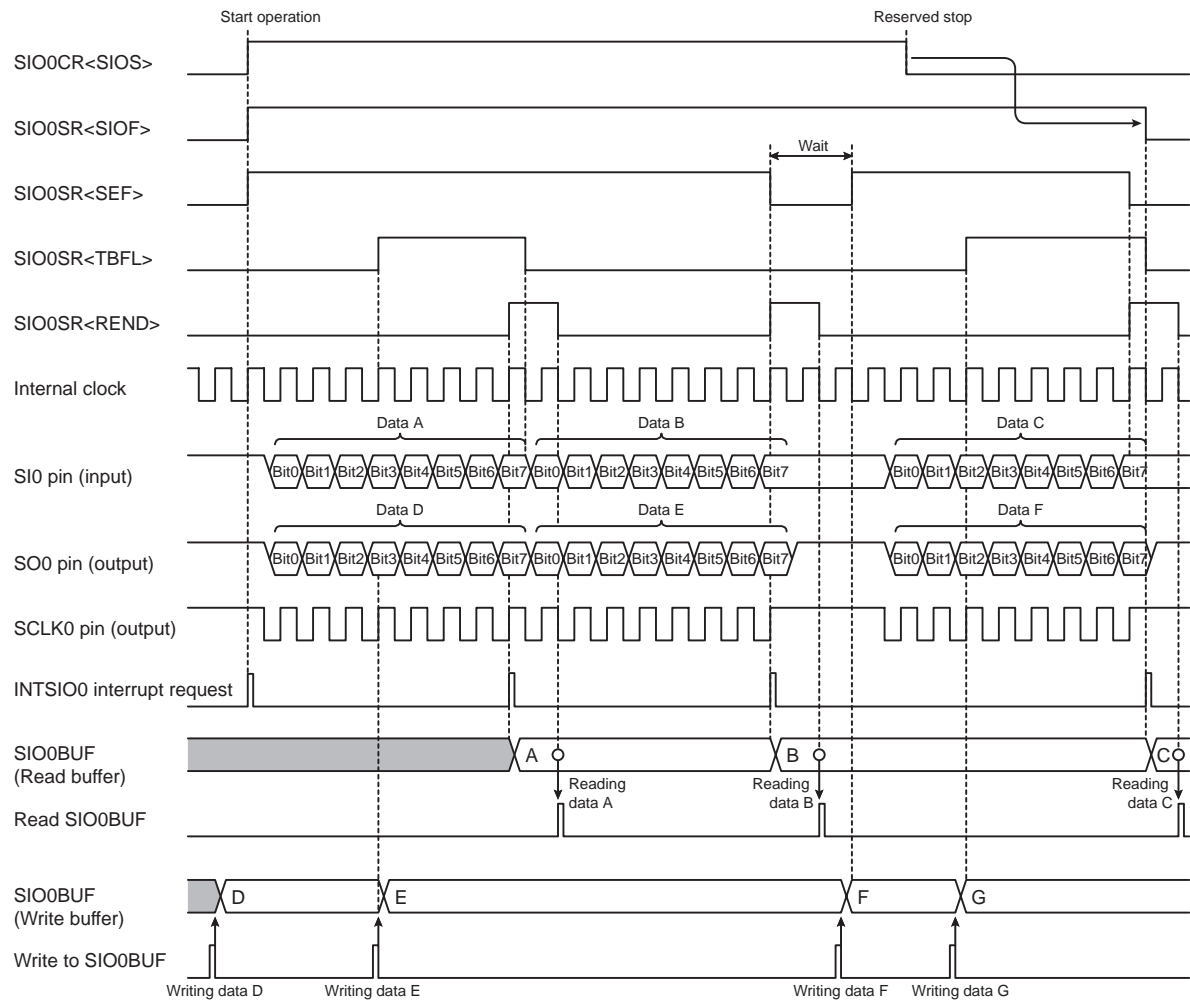 Start operation
Reserved stop
SIO0CR<SIOS>
SIO0SR<SIOF>
Wait
SIO0SR<SEF>
SIO0SR<TBFL>
SIO0SR<REND>
Internal clock
Data A Data B Data C
SI0 pin (input)
Bit0 Bit1 Bit2 Bit3 Bit4 Bit5 Bit6 Bit7 Bit0 Bit1 Bit2 Bit3 Bit4 Bit5 Bit6 Bit7 Bit0 Bit1 Bit2 Bit3 Bit4 Bit5 Bit6 Bit7
Data D Data E Data F
SO0 pin (output)
Bit0 Bit1 Bit2 Bit3 Bit4 Bit5 Bit6 Bit7 Bit0 Bit1 Bit2 Bit3 Bit4 Bit5 Bit6 Bit7 Bit0 Bit1 Bit2 Bit3 Bit4 Bit5 Bit6 Bit7
SCLK0 pin (output)
INTSIO0 interrupt request
SIO0BUF
(Read buffer)
A B C
Reading
data A
Reading
data B
Reading
data C
Read SIO0BUF
SIO0BUF
(Write buffer)
D E F G
Write to SIO0BUF
Writing data D Writing data E Writing data F Writing data G